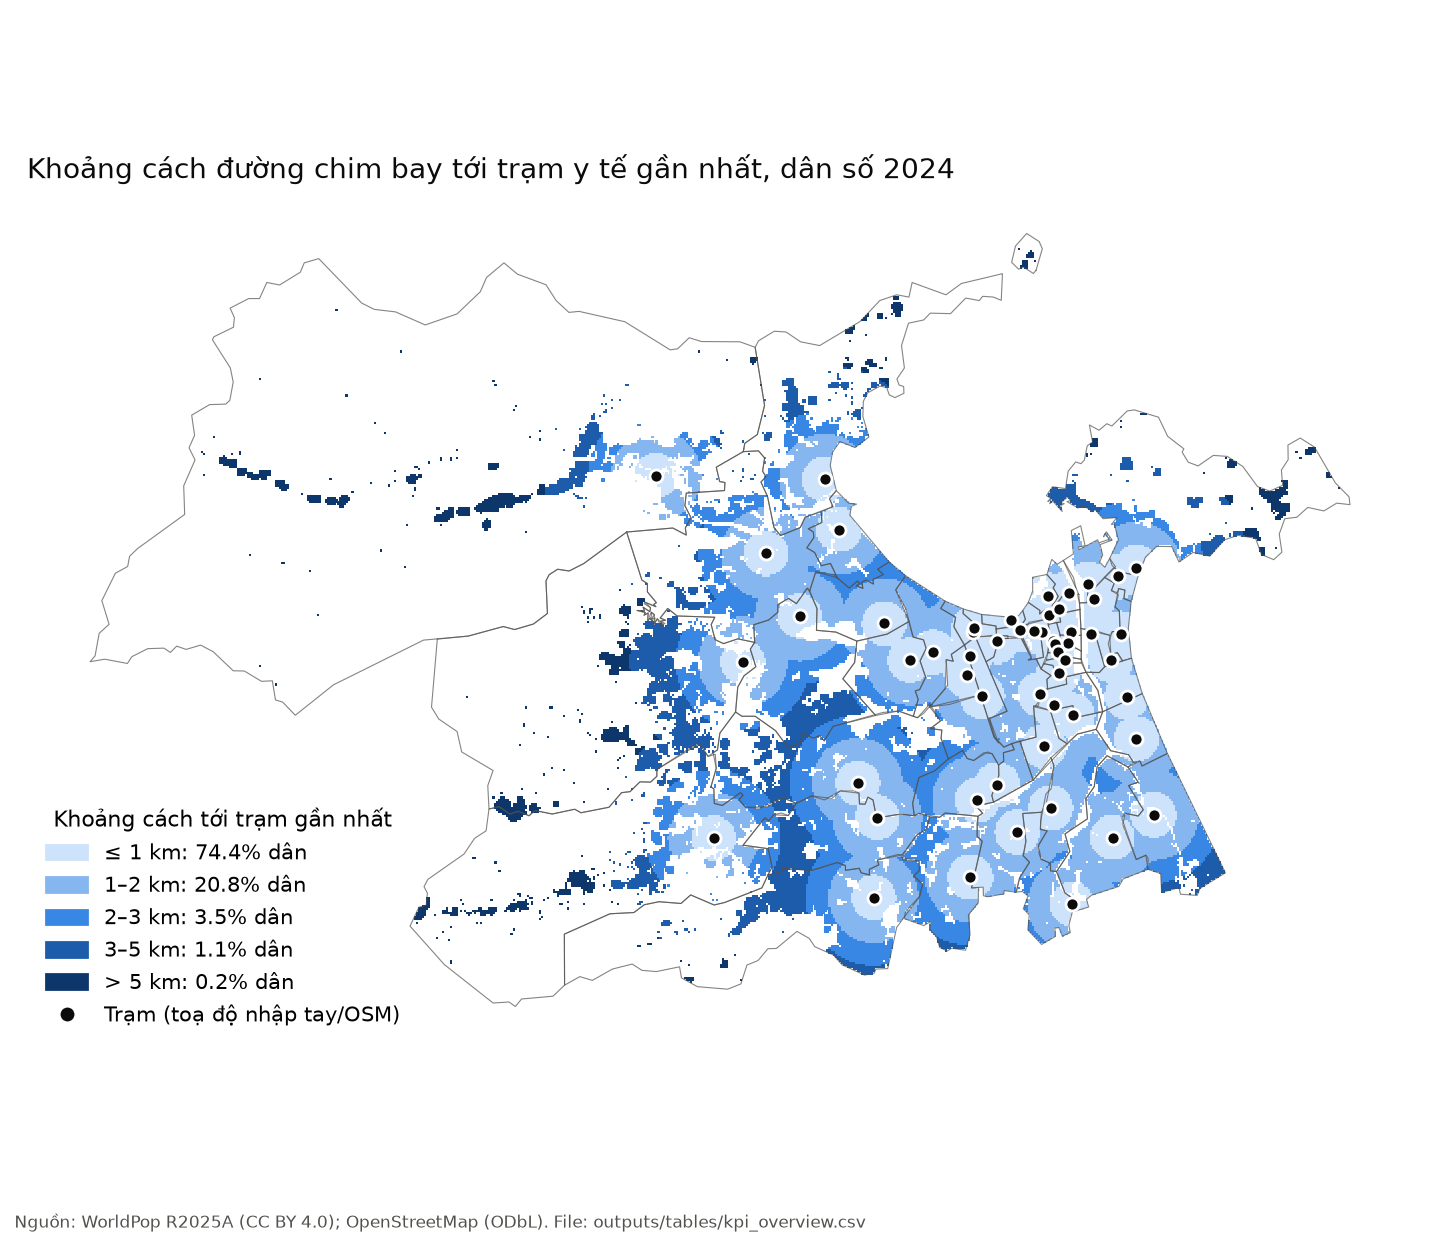 Khoảng cách đường chim bay tới trạm y tế gần nhất, dân số 2024
Khoảng cách tới trạm gần nhất
≤ 1 km: 74.4% dân
1–2 km: 20.8% dân
2–3 km: 3.5% dân
3–5 km: 1.1% dân
> 5 km: 0.2% dân
Trạm (toạ độ nhập tay/OSM)
Nguồn: WorldPop R2025A (CC BY 4.0); OpenStreetMap (ODbL). File: outputs/tables/kpi_overview.csv